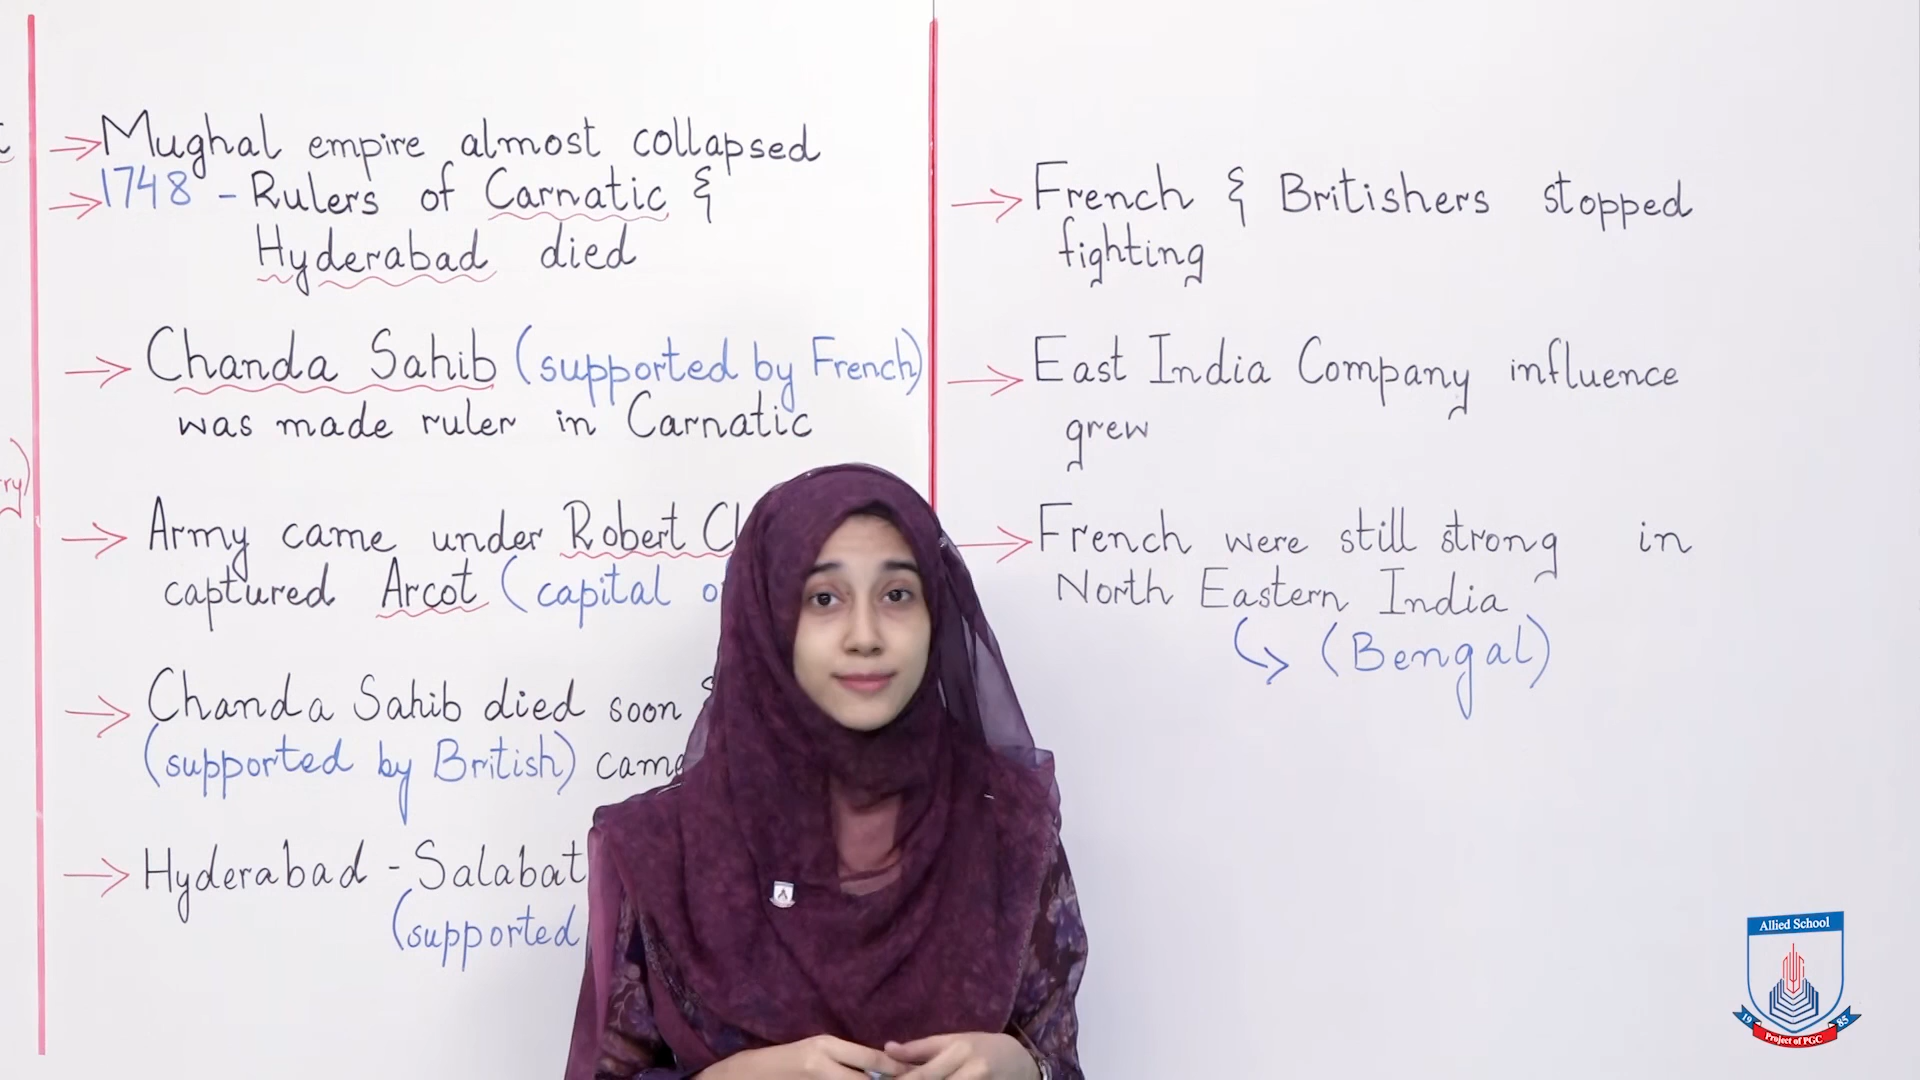 Mughal empire almost collapsed
1748 - Rulers of Carnatic &
Hyderabad died
Chanda Sahib (supported by French)
was made ruler in Carnatic
Army came under Robert
captured Arcot (capital
Chanda Sahib died soon
(supported by British) came
Hyderabad - Salabat
(supported
French & Britishers stopped
fighting
East India Company influence
grew
French were still strong in
North Eastern India
(Bengal)
Allied School
19 85
Project of PGC